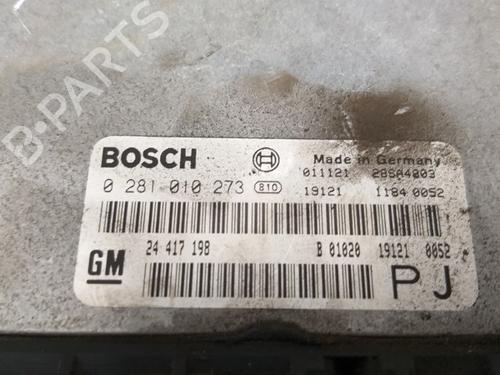 B-PARTS
BOSCH Made in Germany
011121 28SA4003
0 281 010 273 810 19121 1184 0052
24 417 198 B 01020 19121 0052
GM PJ